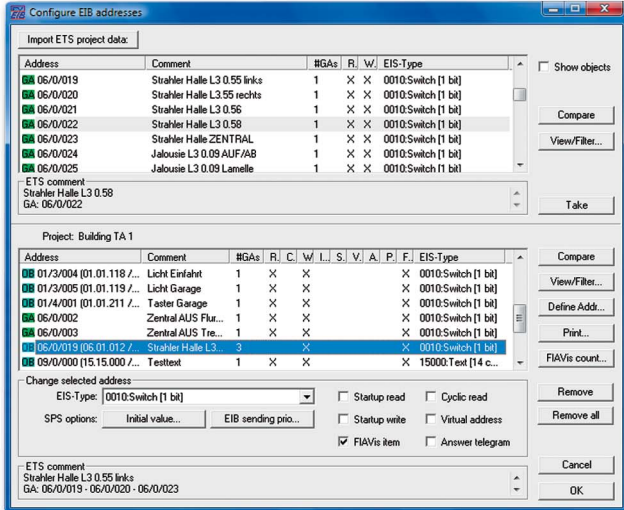 Configure EIB addresses
Import ETS project data:
Address Comment #GAs R. W. EIS-Type
GA 06/0/019 Strahler Halle L3 0.55 links 1 X X 0010:Switch [1 bit]
GA 06/0/020 Strahler Halle L3.55 rechts 1 X X 0010:Switch [1 bit]
GA 06/0/021 Strahler Halle L3 0.56 1 X X 0010:Switch [1 bit]
GA 06/0/022 Strahler Halle L3 0.58 1 X X 0010:Switch [1 bit]
GA 06/0/023 Strahler Halle ZENTRAL 1 X X 0010:Switch [1 bit]
GA 06/0/024 Jalousie L3 0.09 AUF/AB 1 X X 0010:Switch [1 bit]
GA 06/0/025 Jalousie L3 0.09 Lamelle 1 X X 0010:Switch [1 bit]
Show objects
Compare
View/Filter...
ETS comment
Strahler Halle L3 0.58
GA: 06/0/022
Take
Project: Building TA 1
Address Comment #GAs R. C. W I... S. V. A. P. F. EIS-Type
OB 01/3/004 (01.01.118 /... Licht Einfahrt 1 X X X 0010:Switch [1 bit]
OB 01/3/005 (01.01.119 /... Licht Garage 1 X X X 0010:Switch [1 bit]
OB 01/4/001 (01.01.211 /... Taster Garage 1 X X X 0010:Switch [1 bit]
GA 06/0/002 Zentral AUS Flur... 1 X X X 0010:Switch [1 bit]
GA 06/0/003 Zentral AUS Tre... 1 X X X 0010:Switch [1 bit]
OB 06/0/019 (06.01.012 /... Strahler Halle L3... 3 X X 0010:Switch [1 bit]
OB 09/0/000 (15.15.000 /... Testtext 1 X X X 15000:Text [14 c...
Compare
View/Filter...
Define Addr...
Print...
FIAVis count...
Change selected address
EIS-Type: 0010:Switch [1 bit]
SPS options: Initial value... EIB sending prio...
Startup read Cyclic read
Startup write Virtual address
FIAVis item Answer telegram
Remove
Remove all
ETS comment
Strahler Halle L3 0.55 links
GA: 06/0/019 - 06/0/020 - 06/0/023
Cancel
OK